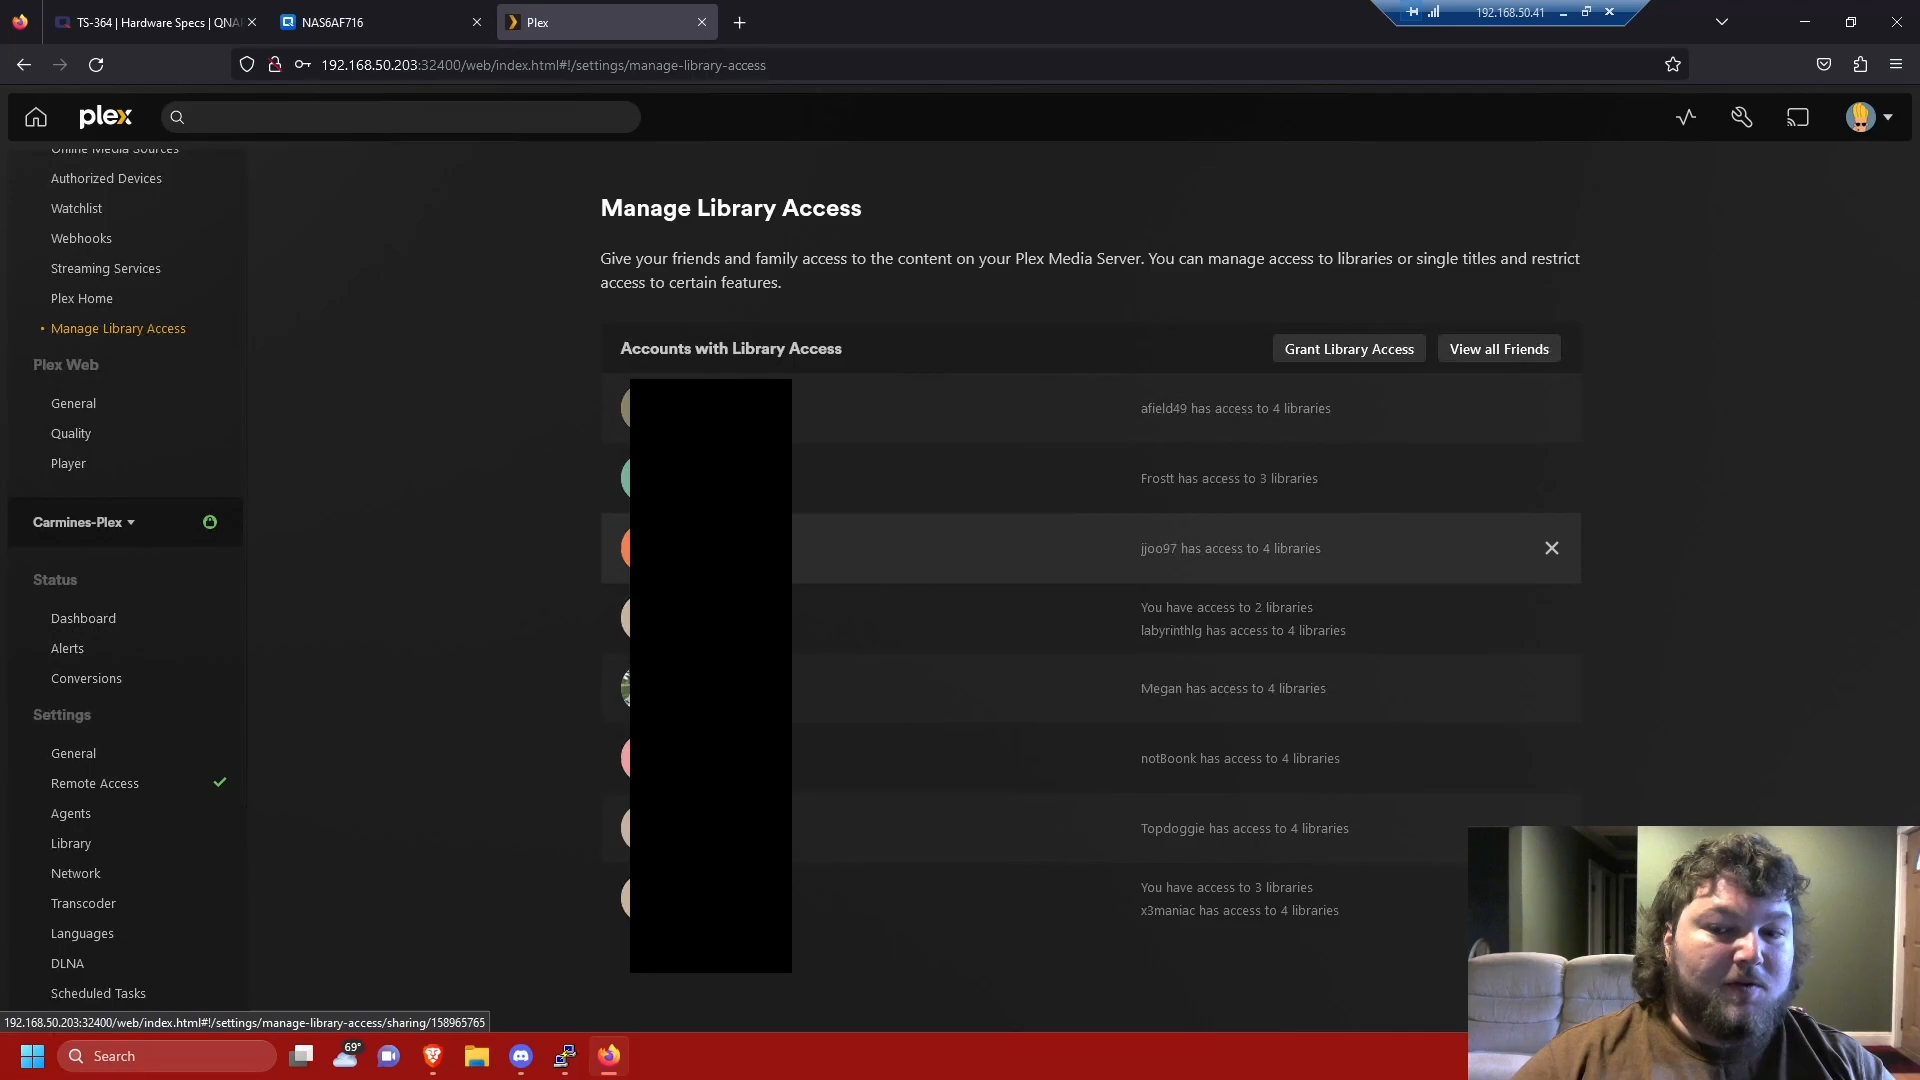 TS-364 | Hardware Specs | QNA
NAS6AF716
Plex
192.168.50.41
192.168.50.203:32400/web/index.html#!/settings/manage-library-access
plex
Online Media Sources
Authorized Devices
Watchlist
Webhooks
Streaming Services
Plex Home
Manage Library Access
Plex Web
General
Quality
Player
Carmines-Plex
Status
Dashboard
Alerts
Conversions
Settings
General
Remote Access
Agents
Library
Network
Transcoder
Languages
DLNA
Scheduled Tasks
Manage Library Access
Give your friends and family access to the content on your Plex Media Server. You can manage access to libraries or single titles and restrict
access to certain features.
Accounts with Library Access
Grant Library Access
View all Friends
afield49 has access to 4 libraries
Frostt has access to 3 libraries
jjoo97 has access to 4 libraries
You have access to 2 libraries
labyrinthlg has access to 4 libraries
Megan has access to 4 libraries
notBoonk has access to 4 libraries
Topdoggie has access to 4 libraries
You have access to 3 libraries
x3maniac has access to 4 libraries
192.168.50.203:32400/web/index.html#!/settings/manage-library-access/sharing/158965765
Search
69°